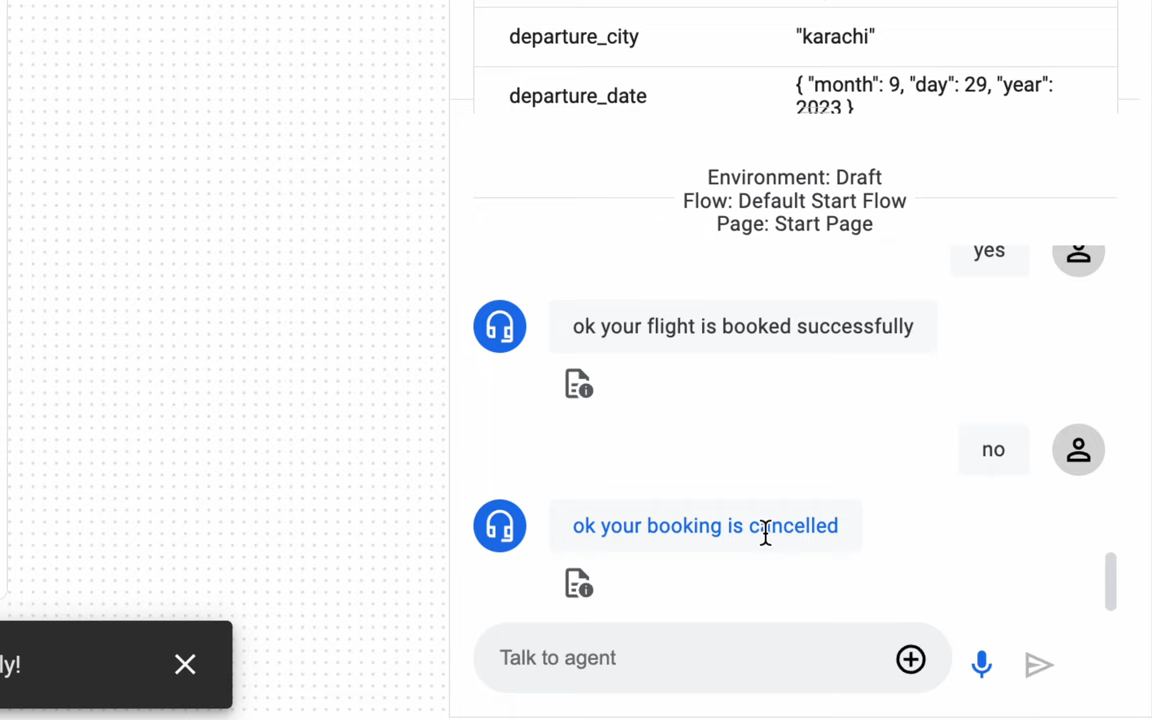 departure_city "karachi"
departure_date { "month": 9, "day": 29, "year":
2023 }
Environment: Draft
Flow: Default Start Flow
Page: Start Page
yes
ok your flight is booked successfully
no
ok your booking is cancelled
ly!
Talk to agent